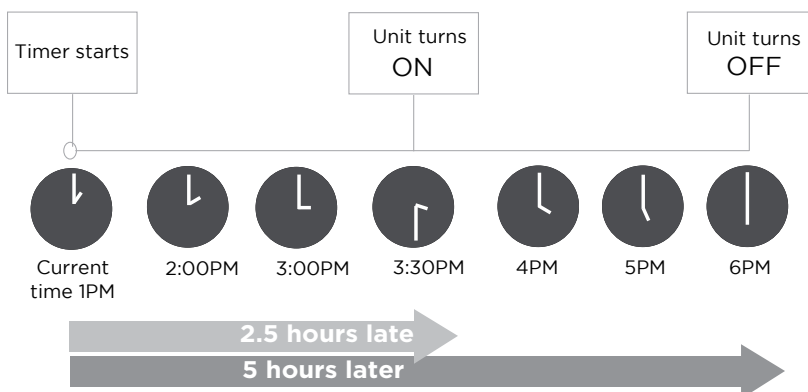 Timer starts
Unit turns
ON
Unit turns
OFF
Current
time 1PM
2:00PM
3:00PM
3:30PM
4PM
5PM
6PM
2.5 hours late
5 hours later